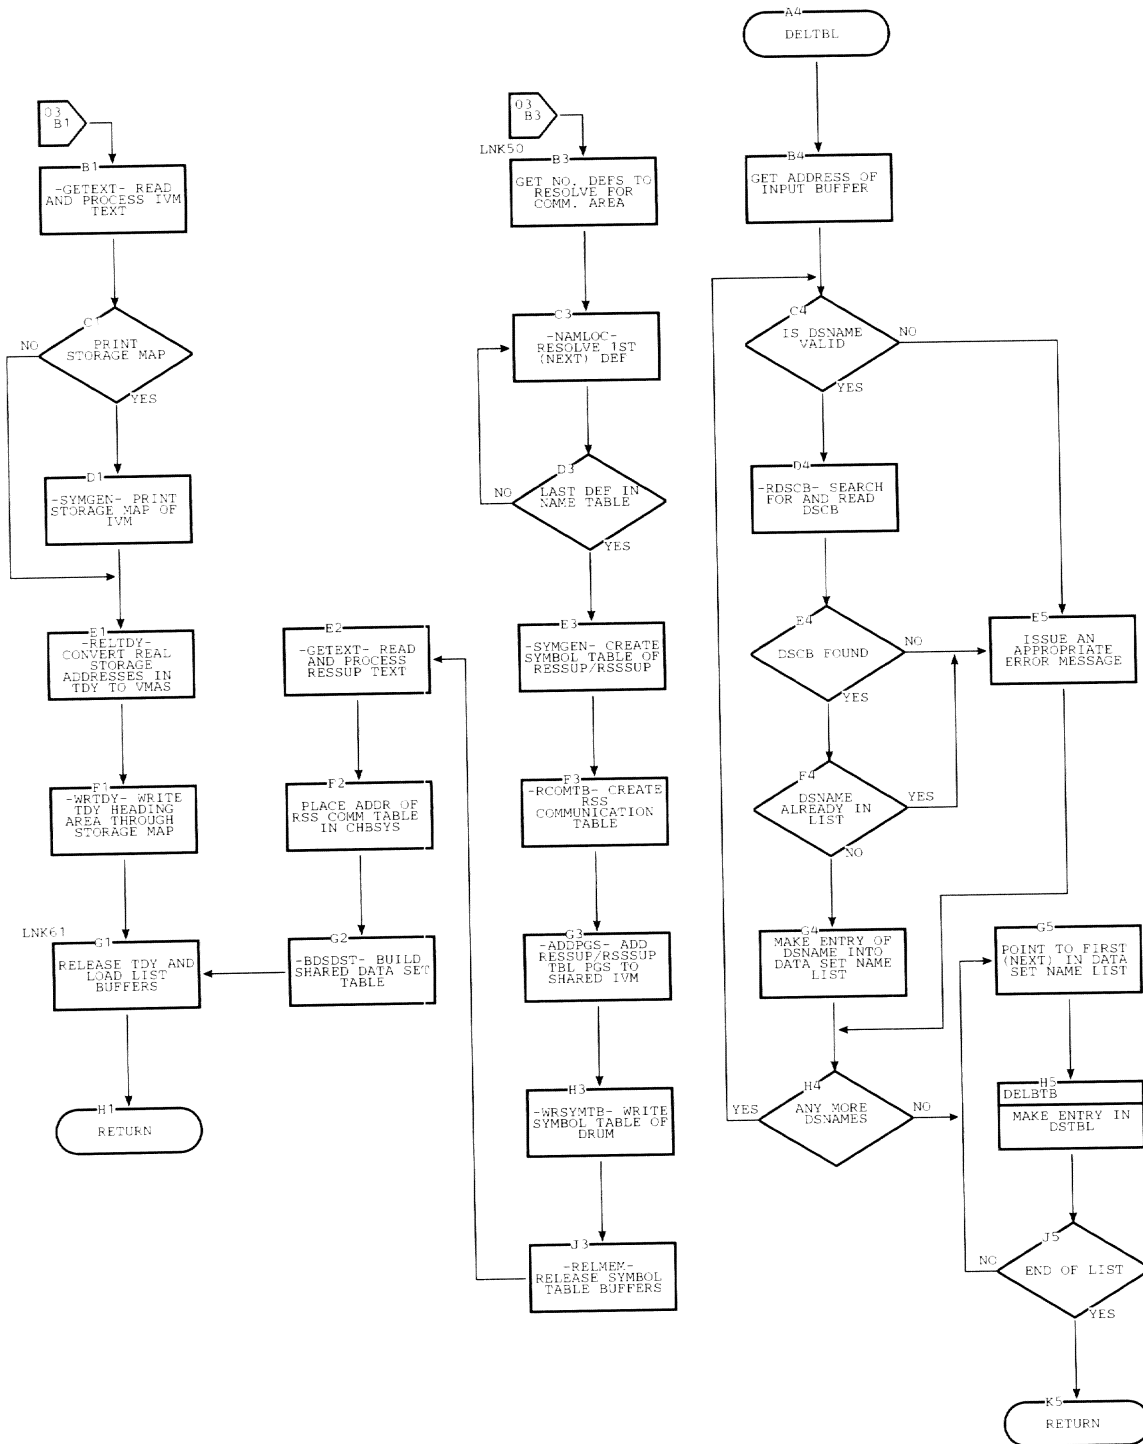 A4
DELTBL
03
B1
03
B3
LNK50
B1
-GETEXT- READ
AND PROCESS IVM
TEXT
B3
GET NO. DEFS TO
RESOLVE FOR
COMM. AREA
B4
GET ADDRESS OF
INPUT BUFFER
C1
PRINT
STORAGE MAP
NO
YES
C3
-NAMLOC-
RESOLVE 1ST
(NEXT) DEF
C4
IS DSNAME
VALID
NO
YES
D1
-SYMGEN- PRINT
STORAGE MAP OF
IVM
D3
LAST DEF IN
NAME TABLE
NO
YES
D4
-RDSCB- SEARCH
FOR AND READ
DSCB
E1
-RELTDY-
CONVERT REAL
STORAGE
ADDRESSES IN
TDY TO VMAS
E2
-GETEXT- READ
AND PROCESS
RESSUP TEXT
E3
-SYMGEN- CREATE
SYMBOL TABLE OF
RESSUP/RSSSUP
E4
DSCB FOUND
NO
YES
E5
ISSUE AN
APPROPRIATE
ERROR MESSAGE
F1
-WRTDY- WRITE
TDY HEADING
AREA THROUGH
STORAGE MAP
F2
PLACE ADDR OF
RSS COMM TABLE
IN CHBSYS
F3
-RCOMTB- CREATE
RSS
COMMUNICATION
TABLE
F4
DSNAME
ALREADY IN
LIST
YES
NO
LNK61
G1
RELEASE TDY AND
LOAD LIST
BUFFERS
G2
-BDSDST- BUILD
SHARED DATA SET
TABLE
G3
-ADDPGS- ADD
RESSUP/RSSSUP
TBL PGS TO
SHARED IVM
G4
MAKE ENTRY OF
DSNAME INTO
DATA SET NAME
LIST
G5
POINT TO FIRST
(NEXT) IN DATA
SET NAME LIST
H1
RETURN
H3
-WRSYMTB- WRITE
SYMBOL TABLE OF
DRUM
H4
ANY MORE
DSNAMES
YES
NO
H5
DELBTB
MAKE ENTRY IN
DSTBL
J3
-RELMEM-
RELEASE SYMBOL
TABLE BUFFERS
J5
END OF LIST
NO
YES
K5
RETURN